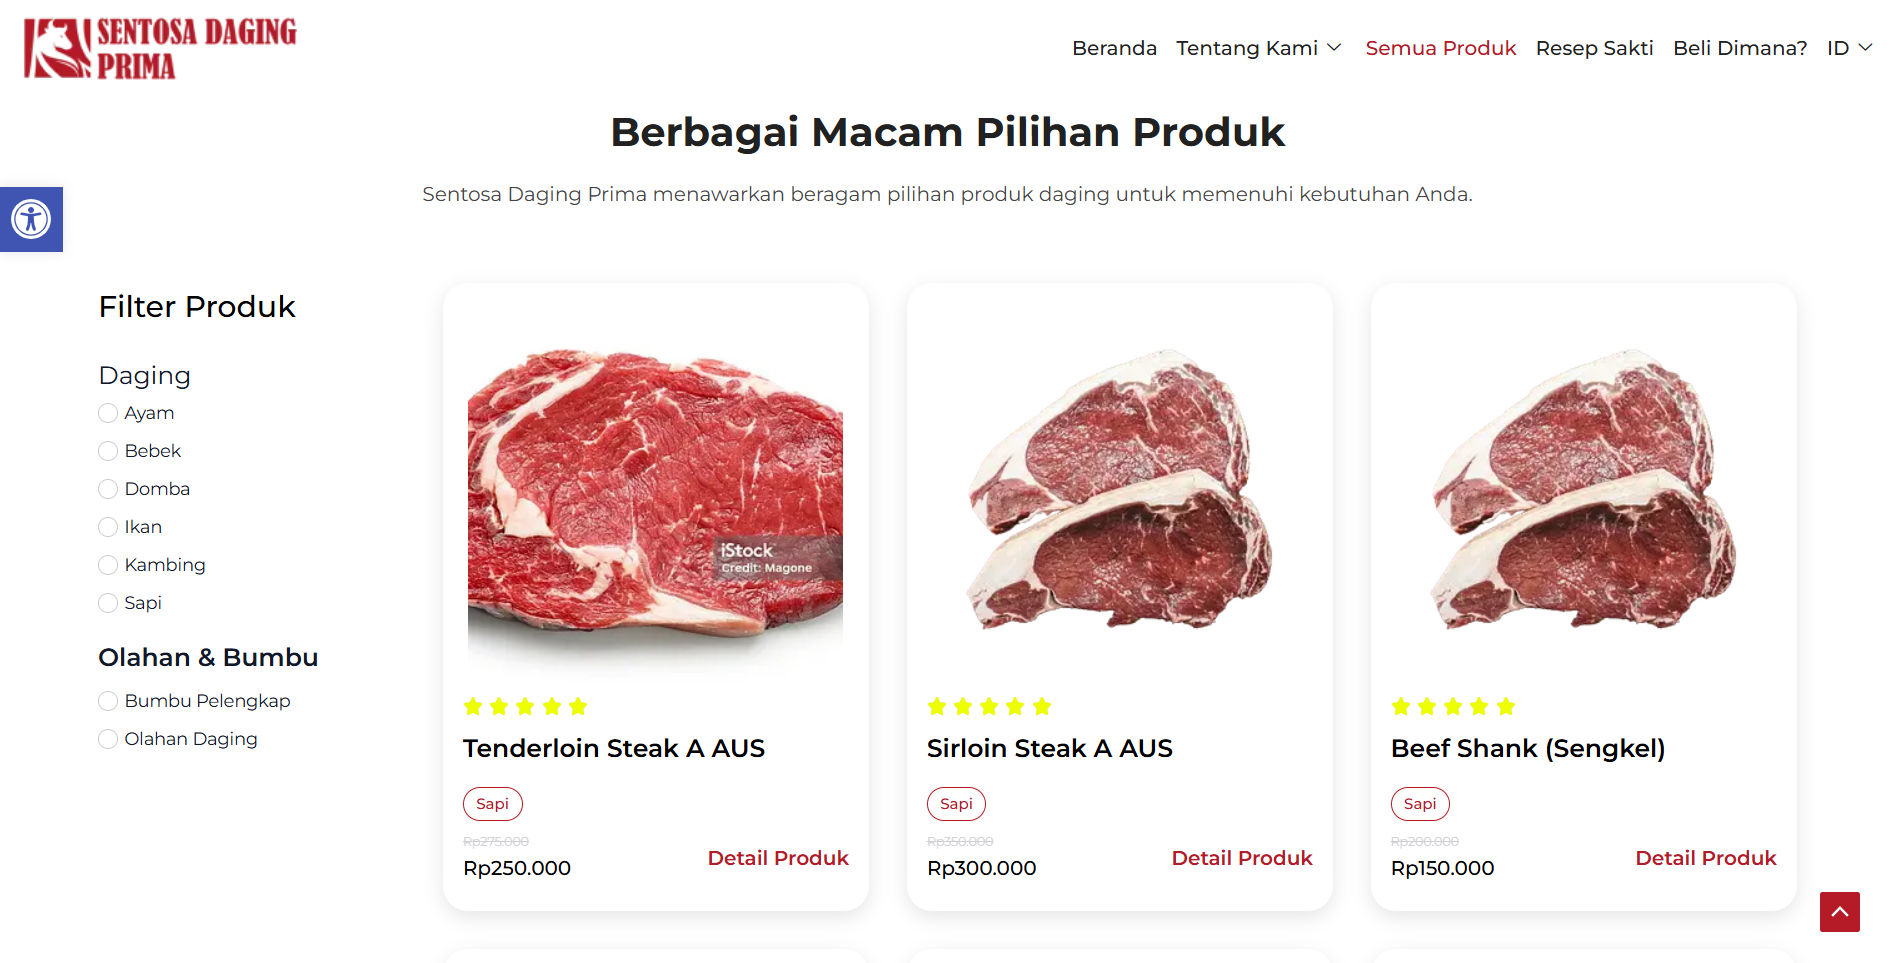 SENTOSA DAGING
PRIMA
Beranda Tentang Kami Semua Produk Resep Sakti Beli Dimana? ID
Berbagai Macam Pilihan Produk
Sentosa Daging Prima menawarkan beragam pilihan produk daging untuk memenuhi kebutuhan Anda.
Filter Produk
Daging
Ayam
Bebek
Domba
Ikan
Kambing
Sapi
Olahan & Bumbu
Bumbu Pelengkap
Olahan Daging
iStock
Credit: Magone
Tenderloin Steak A AUS
Sapi
Rp275.000
Rp250.000
Detail Produk
Sirloin Steak A AUS
Sapi
Rp350.000
Rp300.000
Detail Produk
Beef Shank (Sengkel)
Sapi
Rp200.000
Rp150.000
Detail Produk